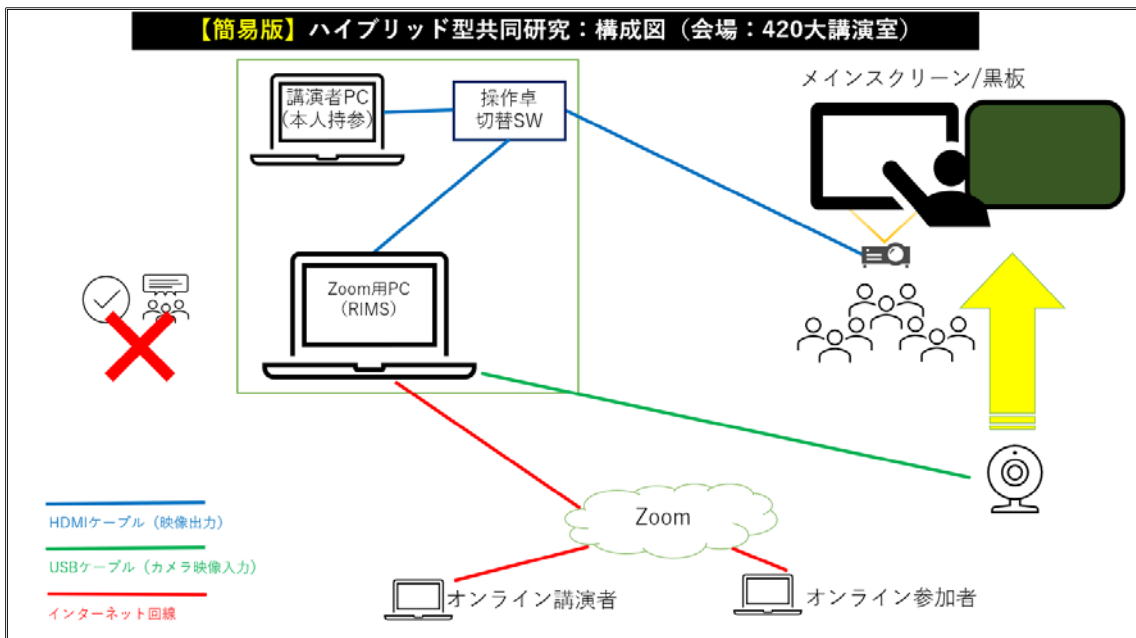 【簡易版】ハイブリッド型共同研究：構成図（会場：420大講演室）
講演者PC
(本人持参)
操作卓
切替SW
メインスクリーン/黒板
Zoom用PC
(RIMS)
Zoom
HDMIケーブル（映像出力）
USBケーブル（カメラ映像入力）
インターネット回線
オンライン講演者
オンライン参加者